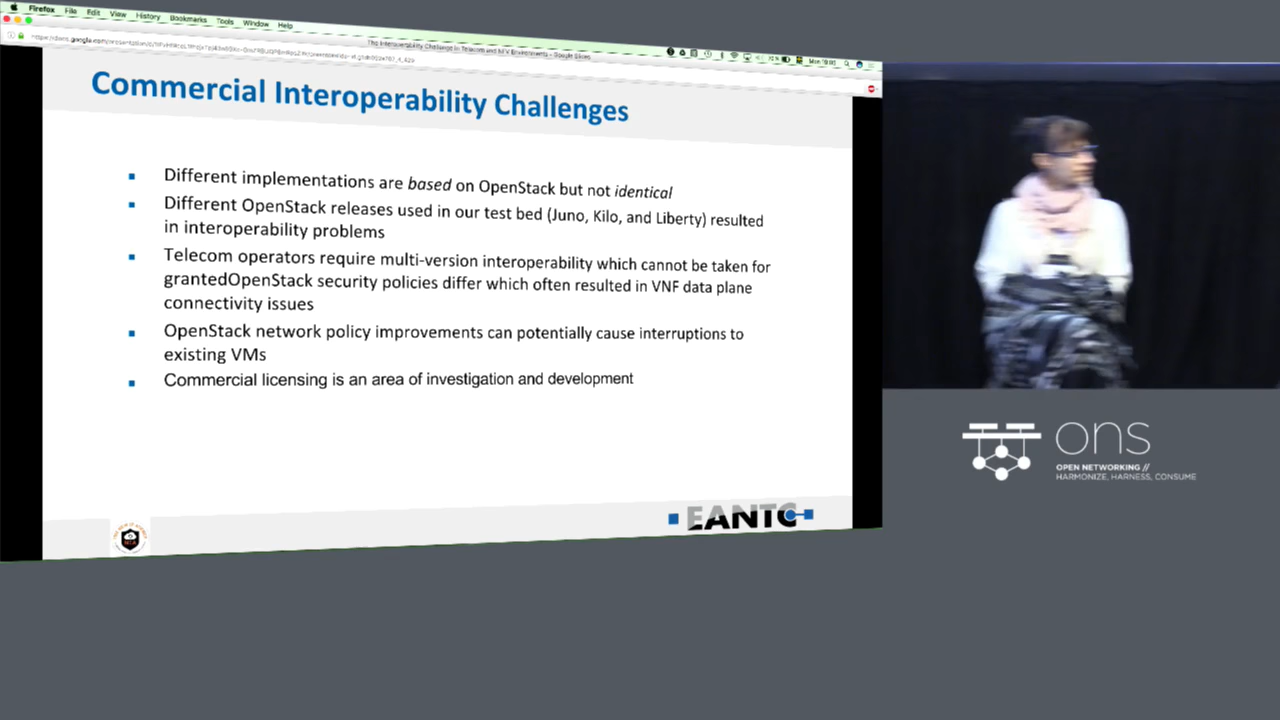 Firefox File Edit View History Bookmarks Tools Window Help
The Interoperability Challenge in Telecom and NFV Environments – Google Slides
Commercial Interoperability Challenges
Different implementations are based on OpenStack but not identical
Different OpenStack releases used in our test bed (Juno, Kilo, and Liberty) resulted
in interoperability problems
Telecom operators require multi-version interoperability which cannot be taken for
grantedOpenStack security policies differ which often resulted in VNF data plane
connectivity issues
OpenStack network policy improvements can potentially cause interruptions to
existing VMs
Commercial licensing is an area of investigation and development
EANTC
ons
OPEN NETWORKING //
HARMONIZE, HARNESS, CONSUME